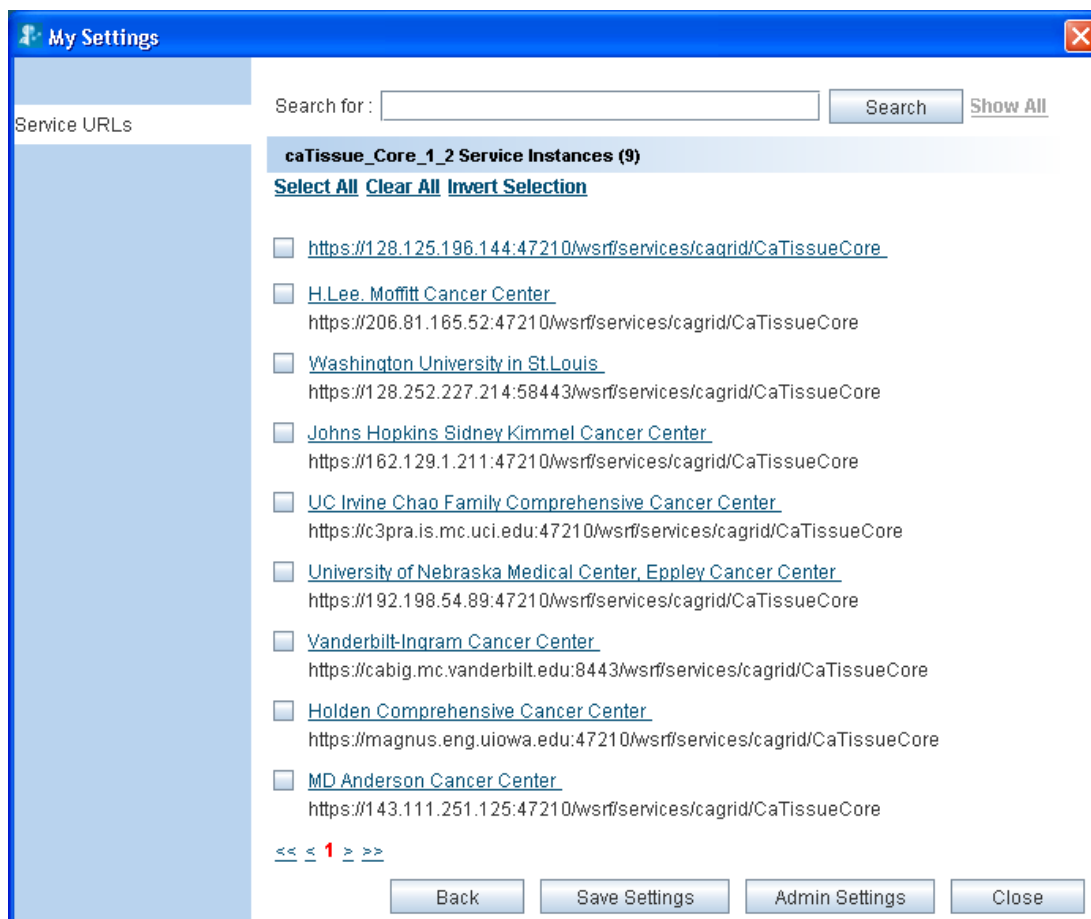 My Settings
Service URLs
Search for :
Search
Show All
caTissue_Core_1_2 Service Instances (9)
Select All Clear All Invert Selection
https://128.125.196.144:47210/wsrf/services/cagrid/CaTissueCore
H.Lee. Moffitt Cancer Center
https://206.81.165.52:47210/wsrf/services/cagrid/CaTissueCore
Washington University in St.Louis
https://128.252.227.214:58443/wsrf/services/cagrid/CaTissueCore
Johns Hopkins Sidney Kimmel Cancer Center
https://162.129.1.211:47210/wsrf/services/cagrid/CaTissueCore
UC Irvine Chao Family Comprehensive Cancer Center
https://c3pra.is.mc.uci.edu:47210/wsrf/services/cagrid/CaTissueCore
University of Nebraska Medical Center, Eppley Cancer Center
https://192.198.54.89:47210/wsrf/services/cagrid/CaTissueCore
Vanderbilt-Ingram Cancer Center
https://cabig.mc.vanderbilt.edu:8443/wsrf/services/cagrid/CaTissueCore
Holden Comprehensive Cancer Center
https://magnus.eng.uiowa.edu:47210/wsrf/services/cagrid/CaTissueCore
MD Anderson Cancer Center
https://143.111.251.125:47210/wsrf/services/cagrid/CaTissueCore
<< < 1 > >>
Back
Save Settings
Admin Settings
Close